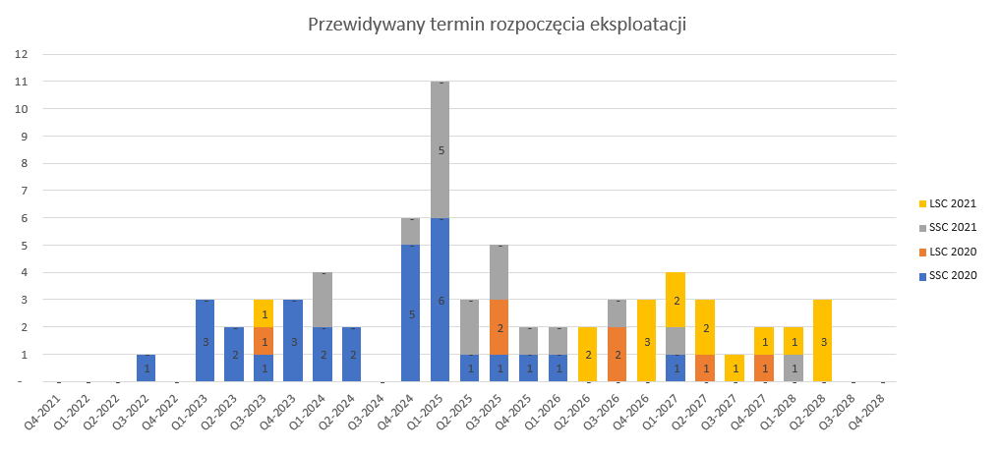 Przewidywany termin rozpoczęcia eksploatacji
12
11
10
9
8
7
6
5
4
3
2
1
-
1
3
2
1
1
1
3
2
2
5
6
5
1
1
2
1
1
2
2
3
1
2
1
2
1
1
2
1
1
3
Q4-2021
Q1-2022
Q2-2022
Q3-2022
Q4-2022
Q1-2023
Q2-2023
Q3-2023
Q4-2023
Q1-2024
Q2-2024
Q3-2024
Q4-2024
Q1-2025
Q2-2025
Q3-2025
Q4-2025
Q1-2026
Q2-2026
Q3-2026
Q4-2026
Q1-2027
Q2-2027
Q3-2027
Q4-2027
Q1-2028
Q2-2028
Q3-2028
Q4-2028
LSC 2021
SSC 2021
LSC 2020
SSC 2020